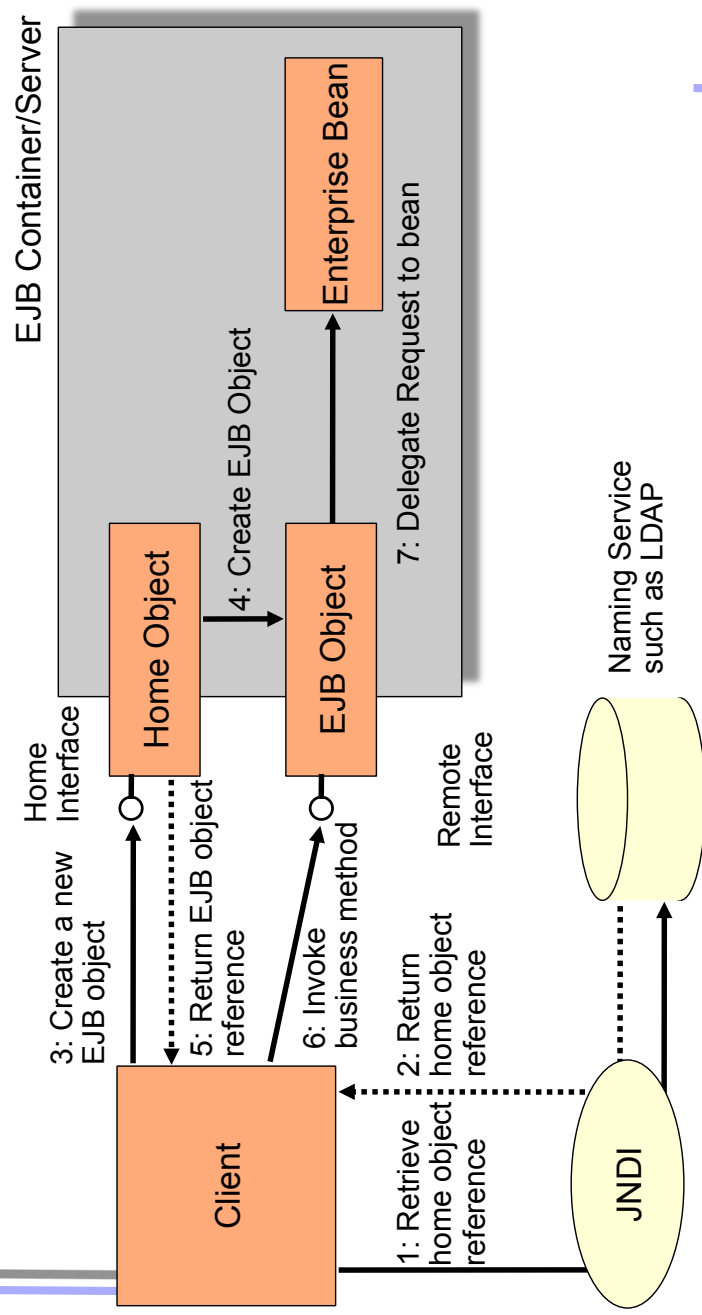 EJB Container/Server
Home
Interface
3: Create a new
EJB object
Home Object
4: Create EJB Object
Enterprise Bean
5: Return EJB object
reference
6: Invoke
business method
EJB Object
7: Delegate Request to bean
Remote
Interface
Client
1: Retrieve
home object
reference
2: Return
home object
reference
JNDI
Naming Service
such as LDAP